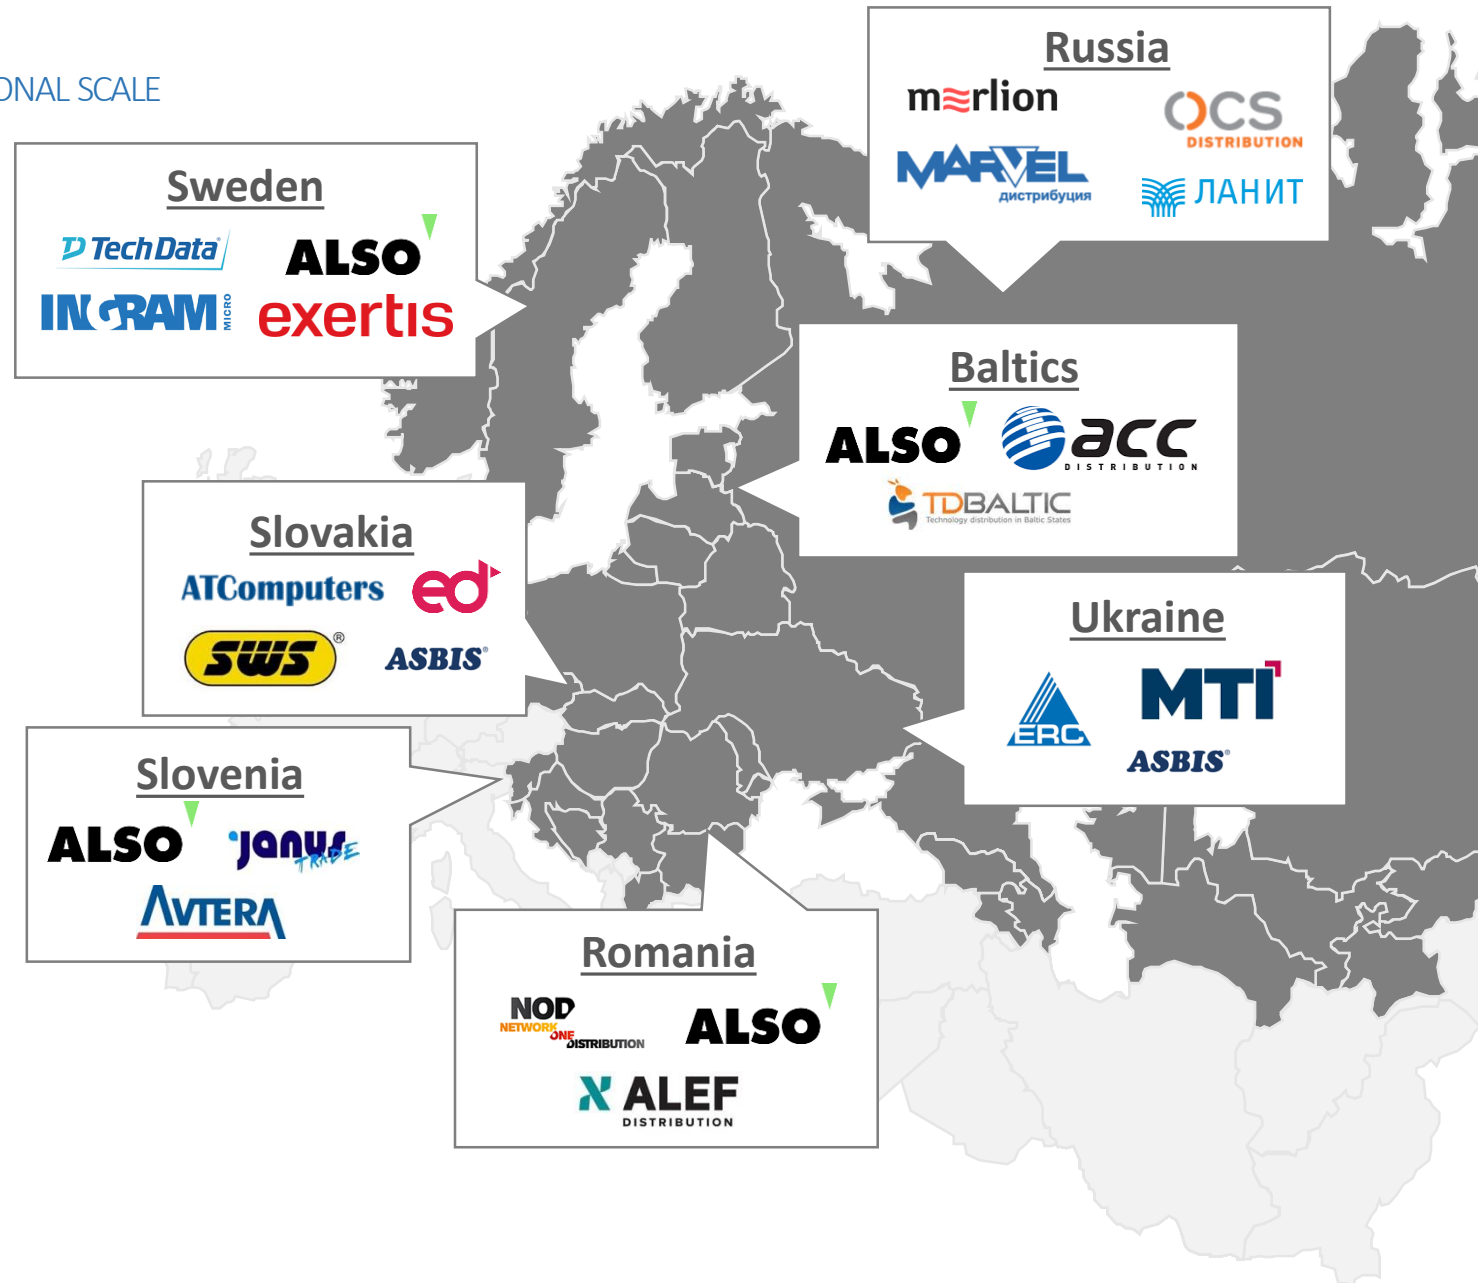 ONAL SCALE
Russia
merlion
OCS
DISTRIBUTION
MARVEL
дистрибуция
ЛАНИТ
Sweden
TechData
ALSO
INGRAM
MICRO
exertis
Baltics
ALSO
acc
DISTRIBUTION
TDBALTIC
Technology distribution in Baltic States
Slovakia
ATComputers
ed
SWS®
ASBIS®
Ukraine
ERC
MTI
ASBIS®
Slovenia
ALSO
Janus
TRADE
AVTERA
Romania
NOD
NETWORK
ONE
DISTRIBUTION
ALSO
ALEF
DISTRIBUTION